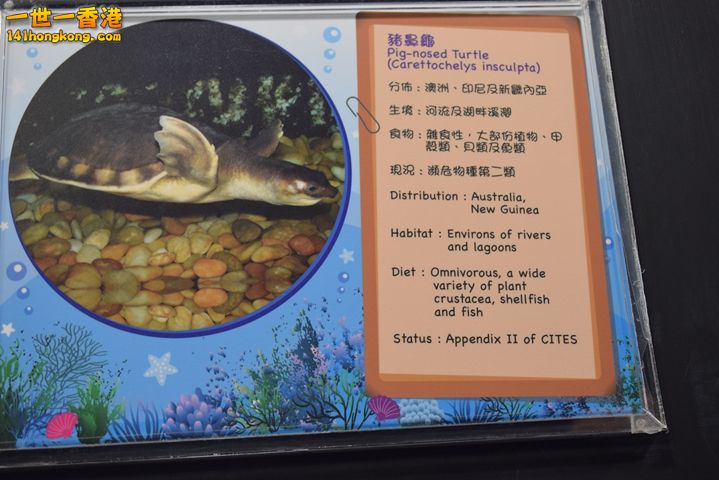 一世一香港
141hongkong.com
豬鼻龜
Pig-nosed Turtle
(Carettochelys insculpta)
分佈：澳洲、印尼及新畿內亞
生境：河流及湖畔溪澗
食物：雜食性，大部份植物、甲
殼類、貝類及魚類
現況：瀕危物種第二類
Distribution : Australia,
New Guinea
Habitat : Environs of rivers
and lagoons
Diet : Omnivorous, a wide
variety of plant
crustacea, shellfish
and fish
Status : Appendix II of CITES